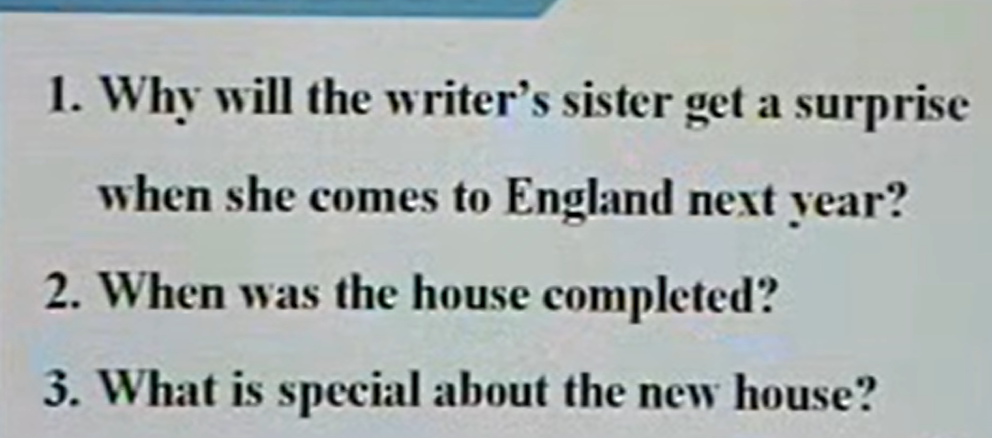 1. Why will the writer's sister get a surprise
when she comes to England next year?
2. When was the house completed?
3. What is special about the new house?